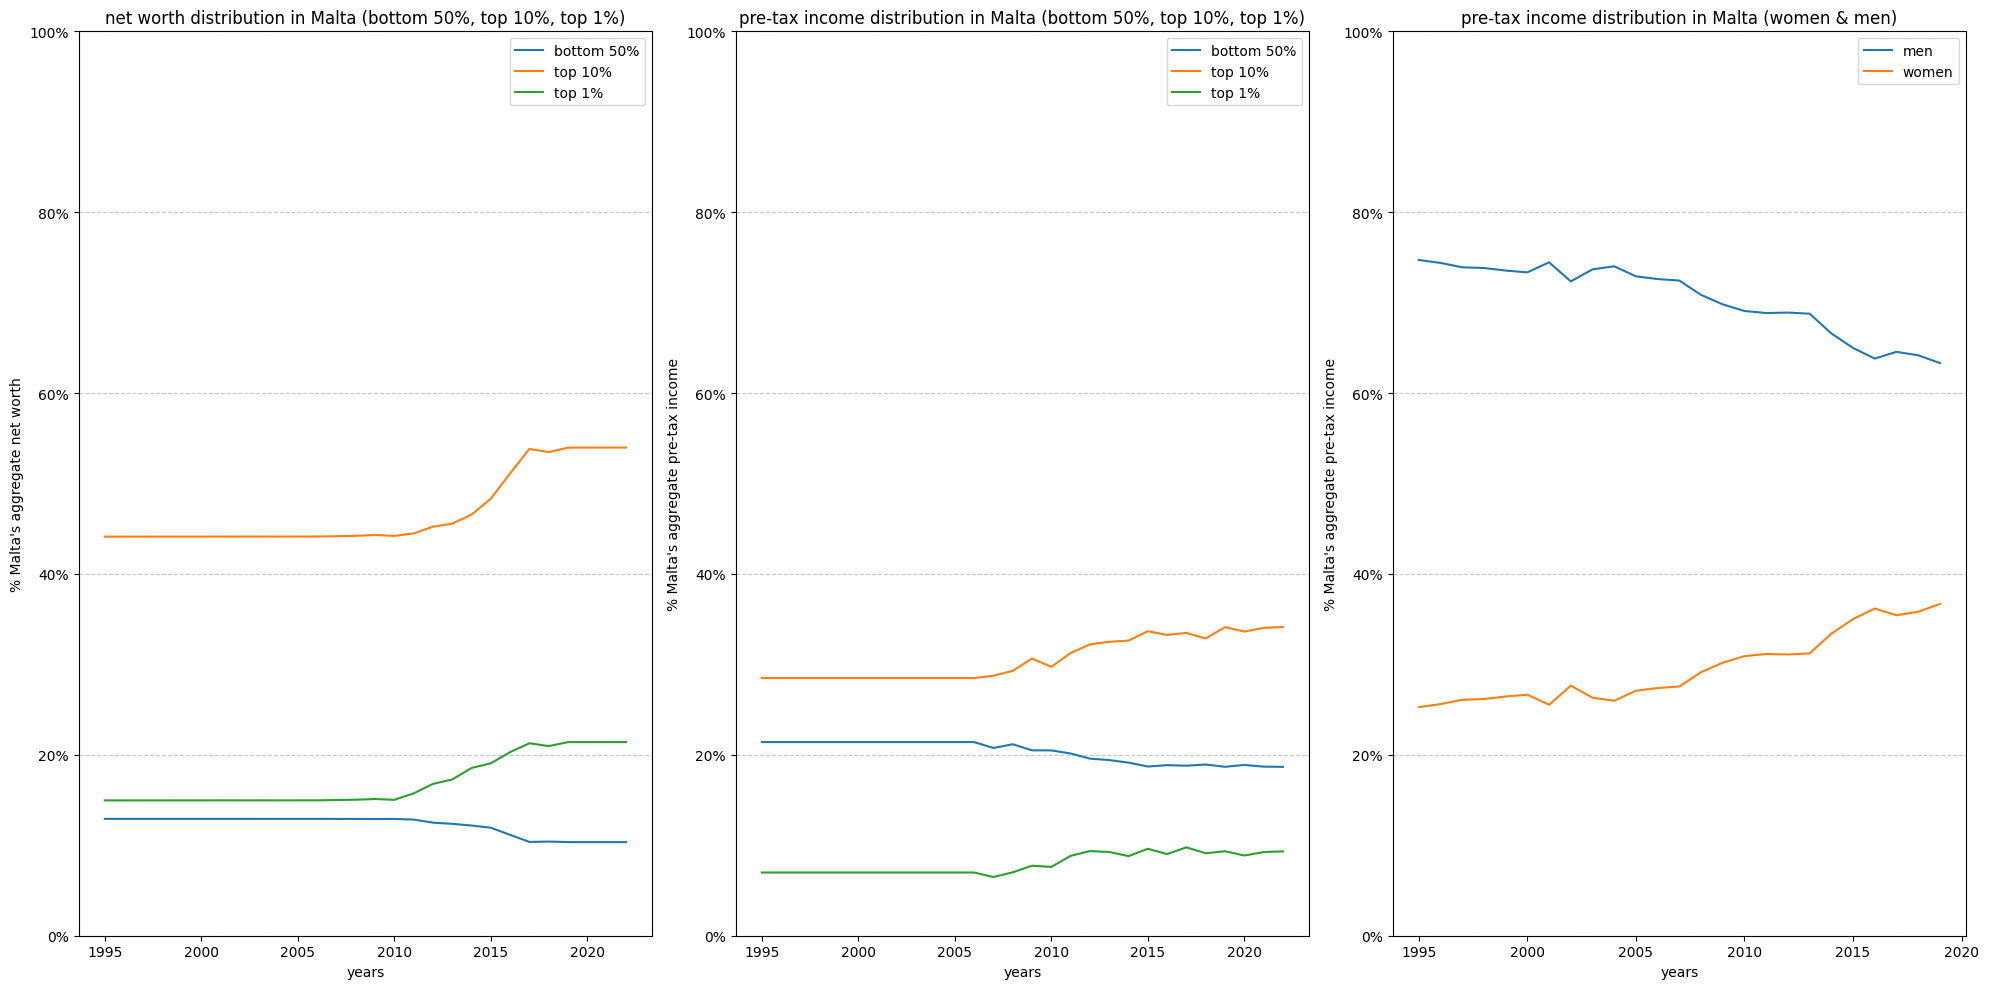 net worth distribution in Malta (bottom 50%, top 10%, top 1%)
100%
80%
60%
40%
20%
0%
% Malta's aggregate net worth
bottom 50%
top 10%
top 1%
1995 2000 2005 2010 2015 2020
years
pre-tax income distribution in Malta (bottom 50%, top 10%, top 1%)
100%
80%
60%
40%
20%
0%
% Malta's aggregate pre-tax income
bottom 50%
top 10%
top 1%
1995 2000 2005 2010 2015 2020
years
pre-tax income distribution in Malta (women & men)
100%
80%
60%
40%
20%
0%
% Malta's aggregate pre-tax income
men
women
1995 2000 2005 2010 2015 2020
years